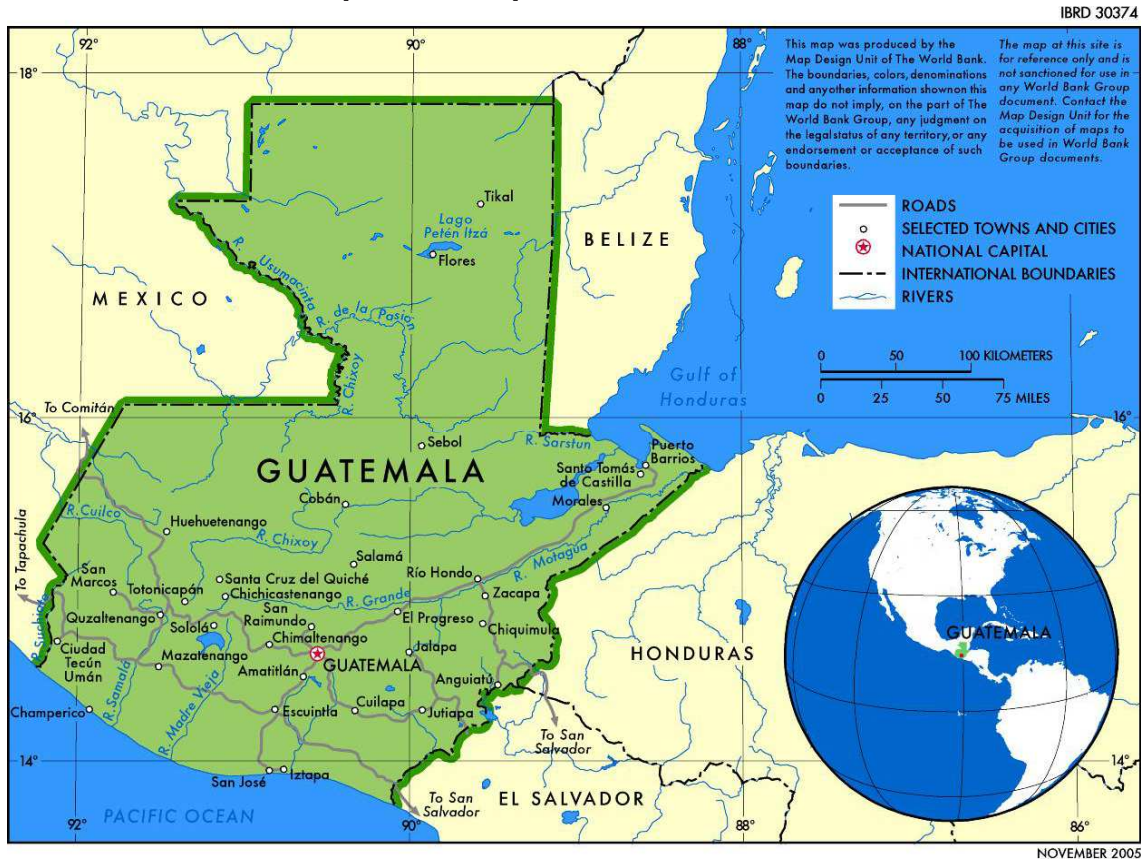 IBRD 30374
92°
90°
88°
This map was produced by the
Map Design Unit of The World Bank.
The boundaries, colors, denominations
and any other information shown on this
map do not imply, on the part of The
World Bank Group, any judgment on
the legal status of any territory, or any
endorsement or acceptance of such
boundaries.
The map at this site is
for reference only and is
not sanctioned for use in
any World Bank Group
document. Contact the
Map Design Unit for the
acquisition of maps to
be used in World Bank
Group documents.
18°
ROADS
SELECTED TOWNS AND CITIES
NATIONAL CAPITAL
INTERNATIONAL BOUNDARIES
RIVERS
Tikal
Lago
Petén Itzá
Flores
BELIZE
R. Usumacinta
MEXICO
R. de la Pasión
R. Chixoy
0 50 100 KILOMETERS
0 25 50 75 MILES
Gulf of
Honduras
To Comitán
16°
16°
Sebol
R. Sarstun
Puerto
Barrios
GUATEMALA
Santo Tomás
de Castilla
Morales
Cobán
R. Cuilco
Huehuetenango
R. Chixoy
To Tapachula
Salamá
R. Motagua
San
Marcos
Totonicapán
Santa Cruz del Quiché
Río Hondo
Chichicastenango
R. Grande
Zacapa
Quzaltenango
Sololá
San
Raimundo
El Progreso
Chiquimula
R. Suchiate
Chimaltenango
Ciudad
Tecún
Umán
Mazatenango
GUATEMALA
Jalapa
HONDURAS
GUATEMALA
Amatitlán
Anguiatú
R. Samalá
R. Madre Vieja
Champerico
Escuintla
Cuilapa
Jutiapa
To San
Salvador
14°
14°
San José
Iztapa
To San
Salvador
EL SALVADOR
PACIFIC OCEAN
92°
90°
88°
86°
NOVEMBER 2005